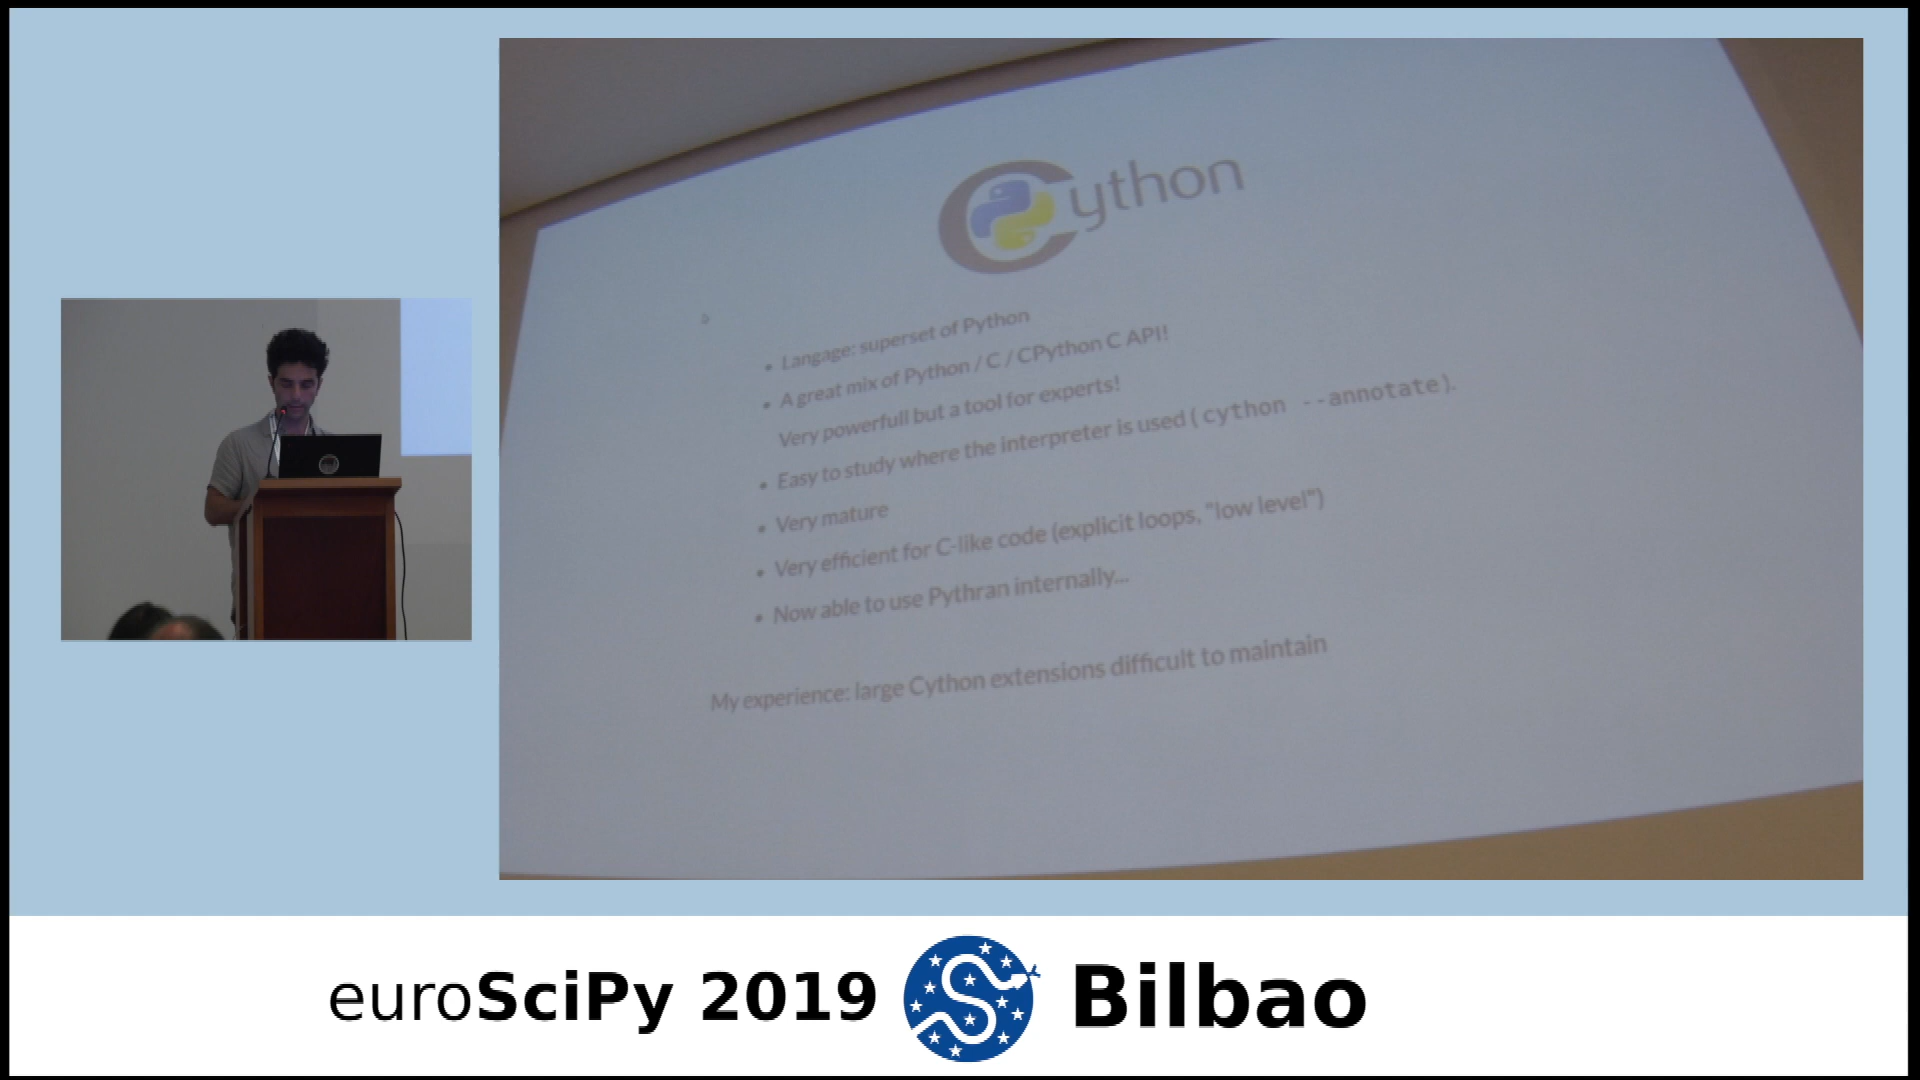 Cython
Langage: superset of Python
A great mix of Python / C / CPython C API!
Very powerfull but a tool for experts!
Easy to study where the interpreter is used ( cython --annotate ).
Very mature
Very efficient for C-like code (explicit loops, "low level")
Now able to use Pythran internally...
My experience: large Cython extensions difficult to maintain
euroSciPy 2019 Bilbao